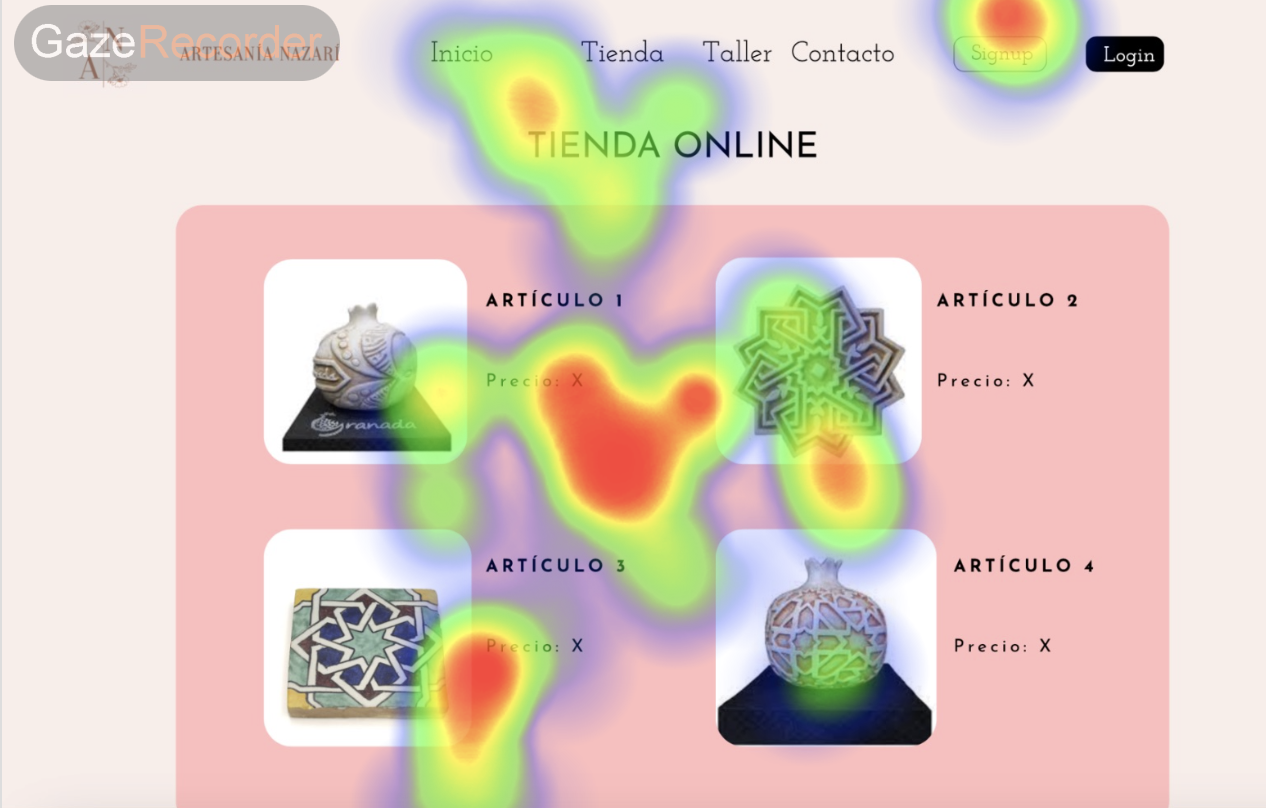 GazeRecorder
N
A
ARTESANÍA NAZARÍ
Inicio Tienda Taller Contacto Signup Login
TIENDA ONLINE
ARTÍCULO 1
Precio: X
Granada
ARTÍCULO 2
Precio: X
ARTÍCULO 3
Precio: X
ARTÍCULO 4
Precio: X